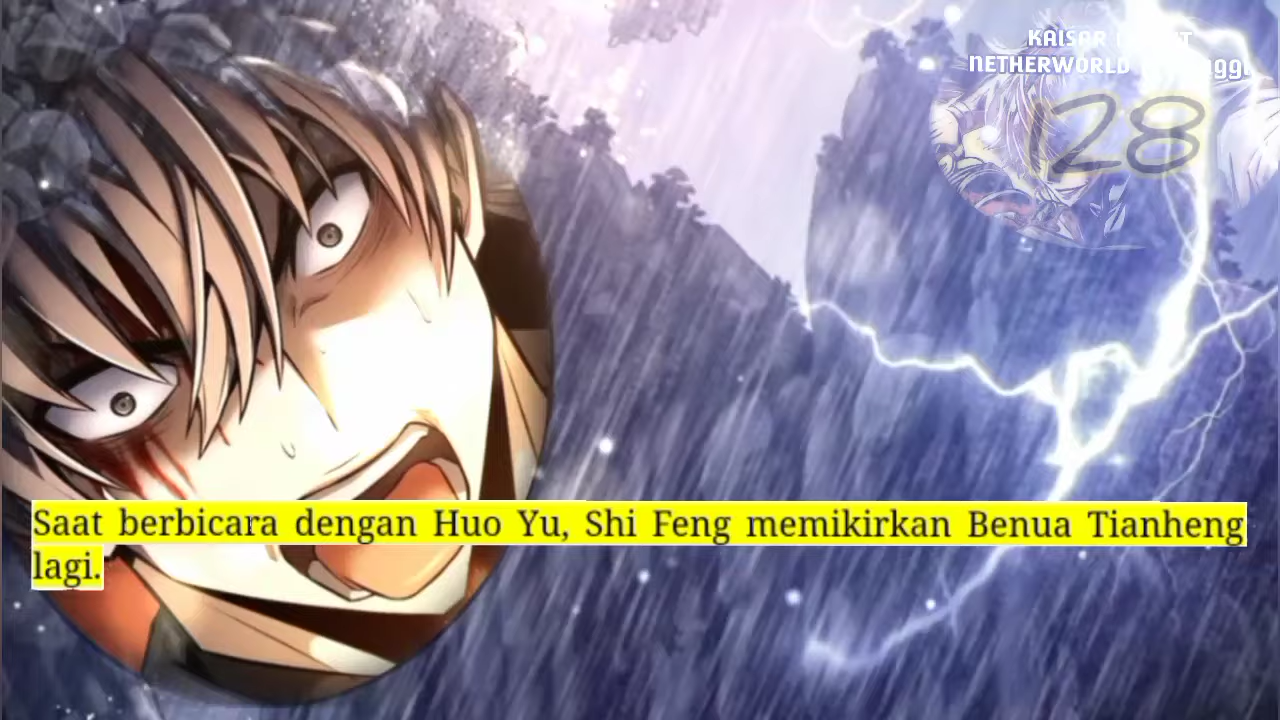 KAISAR
NETHERWORLD
128
Saat berbicara dengan Huo Yu, Shi Feng memikirkan Benua Tianheng
lagi.